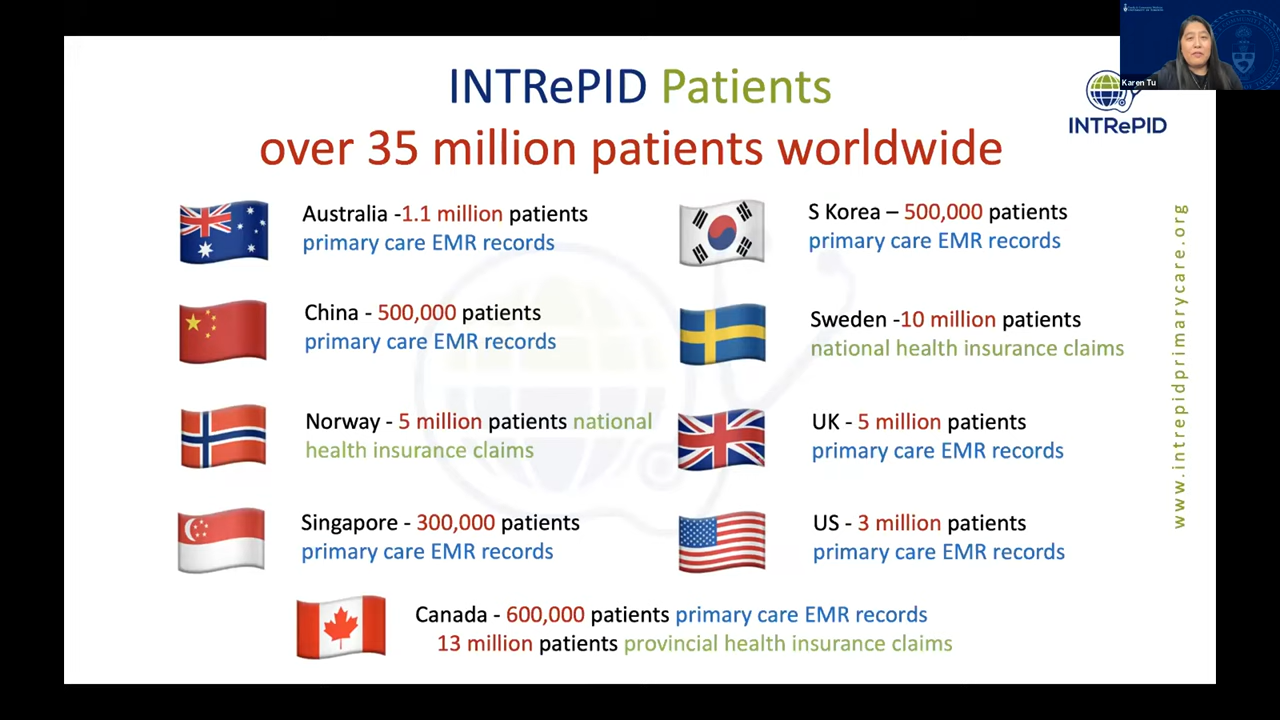 INTRePID Patients
over 35 million patients worldwide
Karen Tu
INTRePID
Australia -1.1 million patients
primary care EMR records
S Korea – 500,000 patients
primary care EMR records
China - 500,000 patients
primary care EMR records
Sweden -10 million patients
national health insurance claims
Norway - 5 million patients national
health insurance claims
UK - 5 million patients
primary care EMR records
Singapore - 300,000 patients
primary care EMR records
US - 3 million patients
primary care EMR records
Canada - 600,000 patients primary care EMR records
13 million patients provincial health insurance claims
www.intrepidprimarycare.org